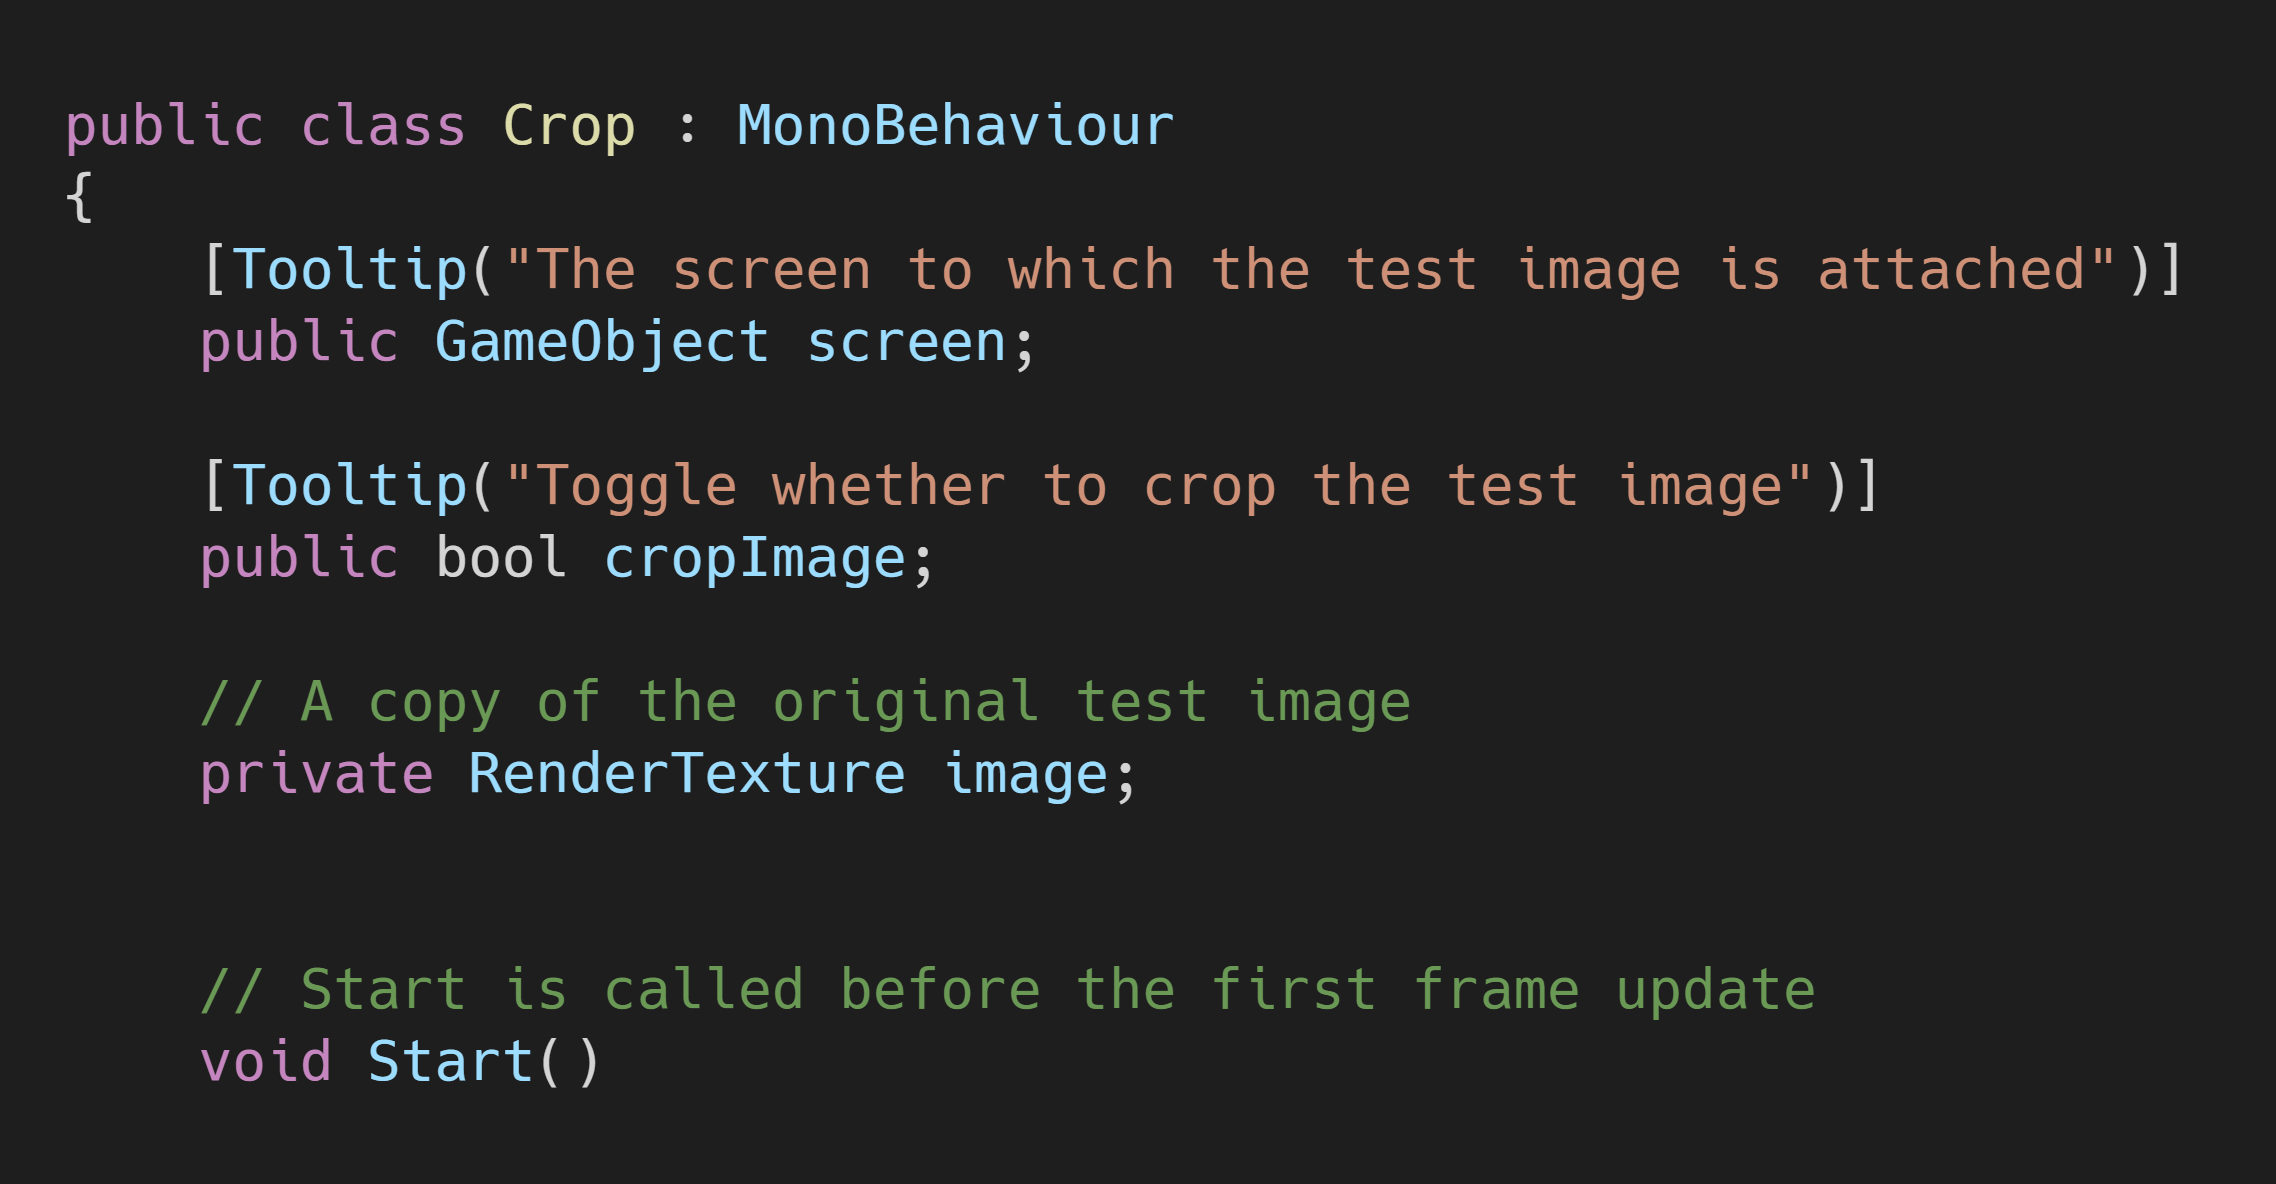 public class Crop : MonoBehaviour
{
    [Tooltip("The screen to which the test image is attached")]
    public GameObject screen;

    [Tooltip("Toggle whether to crop the test image")]
    public bool cropImage;

    // A copy of the original test image
    private RenderTexture image;


    // Start is called before the first frame update
    void Start()